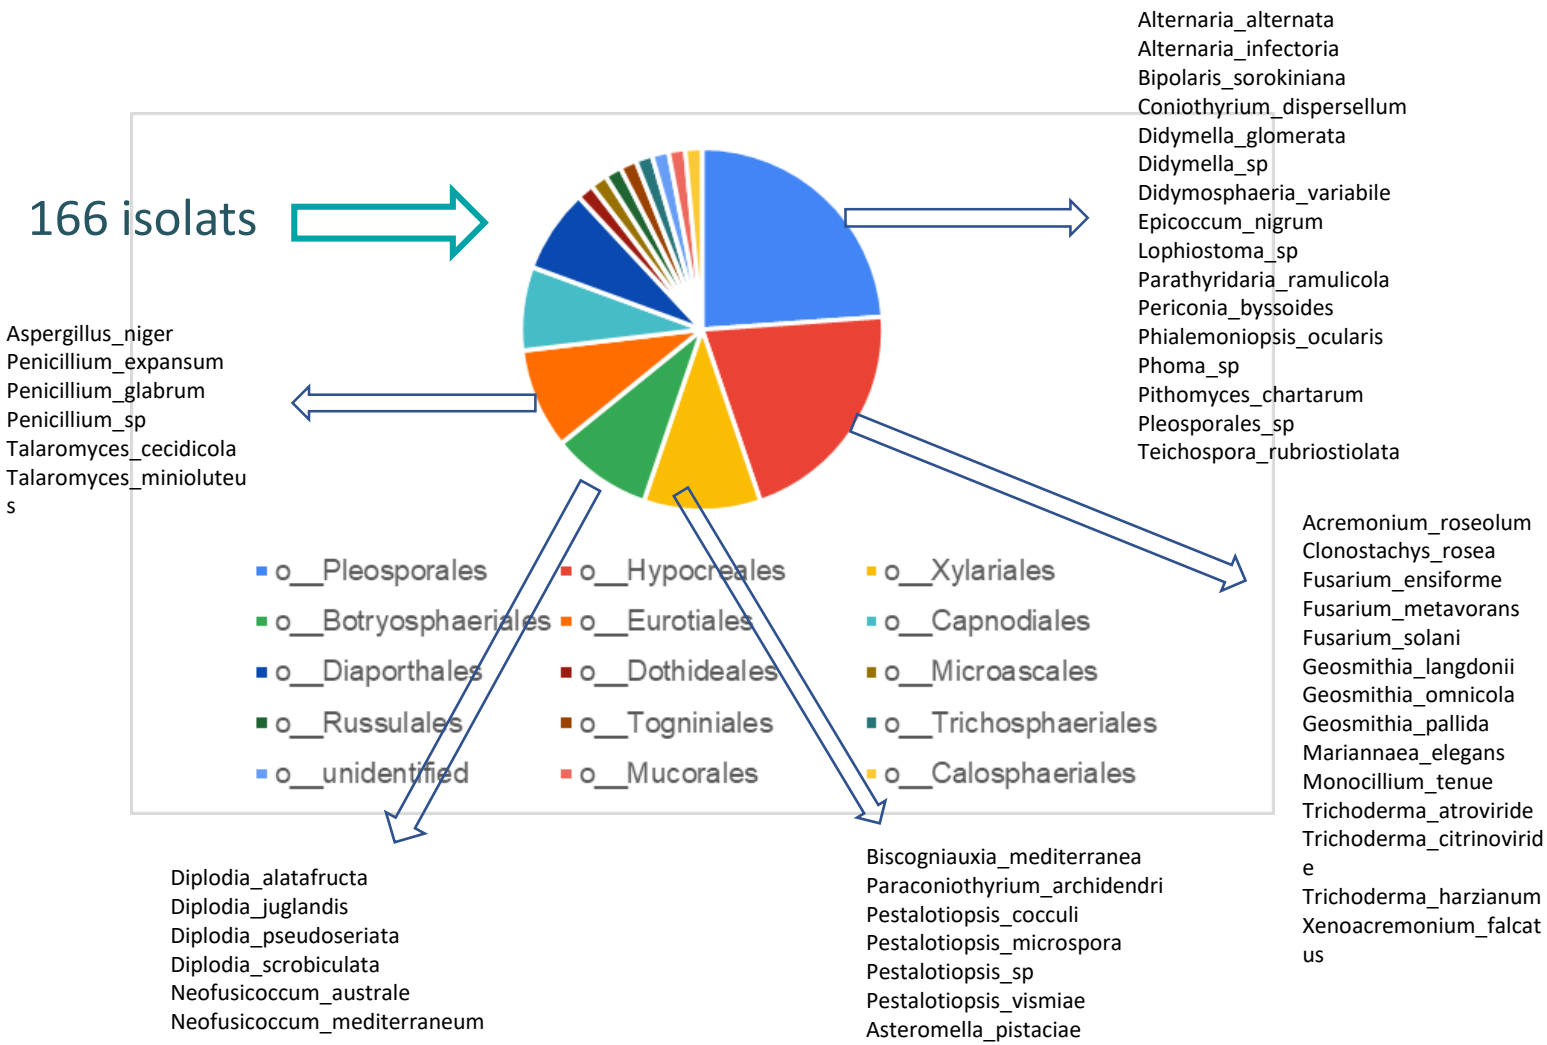 Alternaria_alternata
Alternaria_infectoria
Bipolaris_sorokiniana
Coniothyrium_dispersellum
Didymella_glomerata
Didymella_sp
Didymosphaeria_variabile
Epicoccum_nigrum
Lophiostoma_sp
Parathyridaria_ramulicola
Periconia_byssoides
Phialemoniopsis_ocularis
Phoma_sp
Pithomyces_chartarum
Pleosporales_sp
Teichospora_rubriostiolata
166 isolats
Aspergillus_niger
Penicillium_expansum
Penicillium_glabrum
Penicillium_sp
Talaromyces_cecidicola
Talaromyces_minioluteu
s
o__Pleosporales
o__Hypocreales
o__Xylariales
o__Botryosphaeriales
o__Eurotiales
o__Capnodiales
o__Diaporthales
o__Dothideales
o__Microascales
o__Russulales
o__Togniniales
o__Trichosphaeriales
o__unidentified
o__Mucorales
o__Calosphaeriales
Acremonium_roseolum
Clonostachys_rosea
Fusarium_ensiforme
Fusarium_metavorans
Fusarium_solani
Geosmithia_langdonii
Geosmithia_omnicola
Geosmithia_pallida
Mariannaea_elegans
Monocillium_tenue
Trichoderma_atroviride
Trichoderma_citrinovirid
e
Trichoderma_harzianum
Xenoacremonium_falcat
us
Diplodia_alatafructa
Diplodia_juglandis
Diplodia_pseudoseriata
Diplodia_scrobiculata
Neofusicoccum_australe
Neofusicoccum_mediterraneum
Biscogniauxia_mediterranea
Paraconiothyrium_archidendri
Pestalotiopsis_cocculi
Pestalotiopsis_microspora
Pestalotiopsis_sp
Pestalotiopsis_vismiae
Asteromella_pistaciae